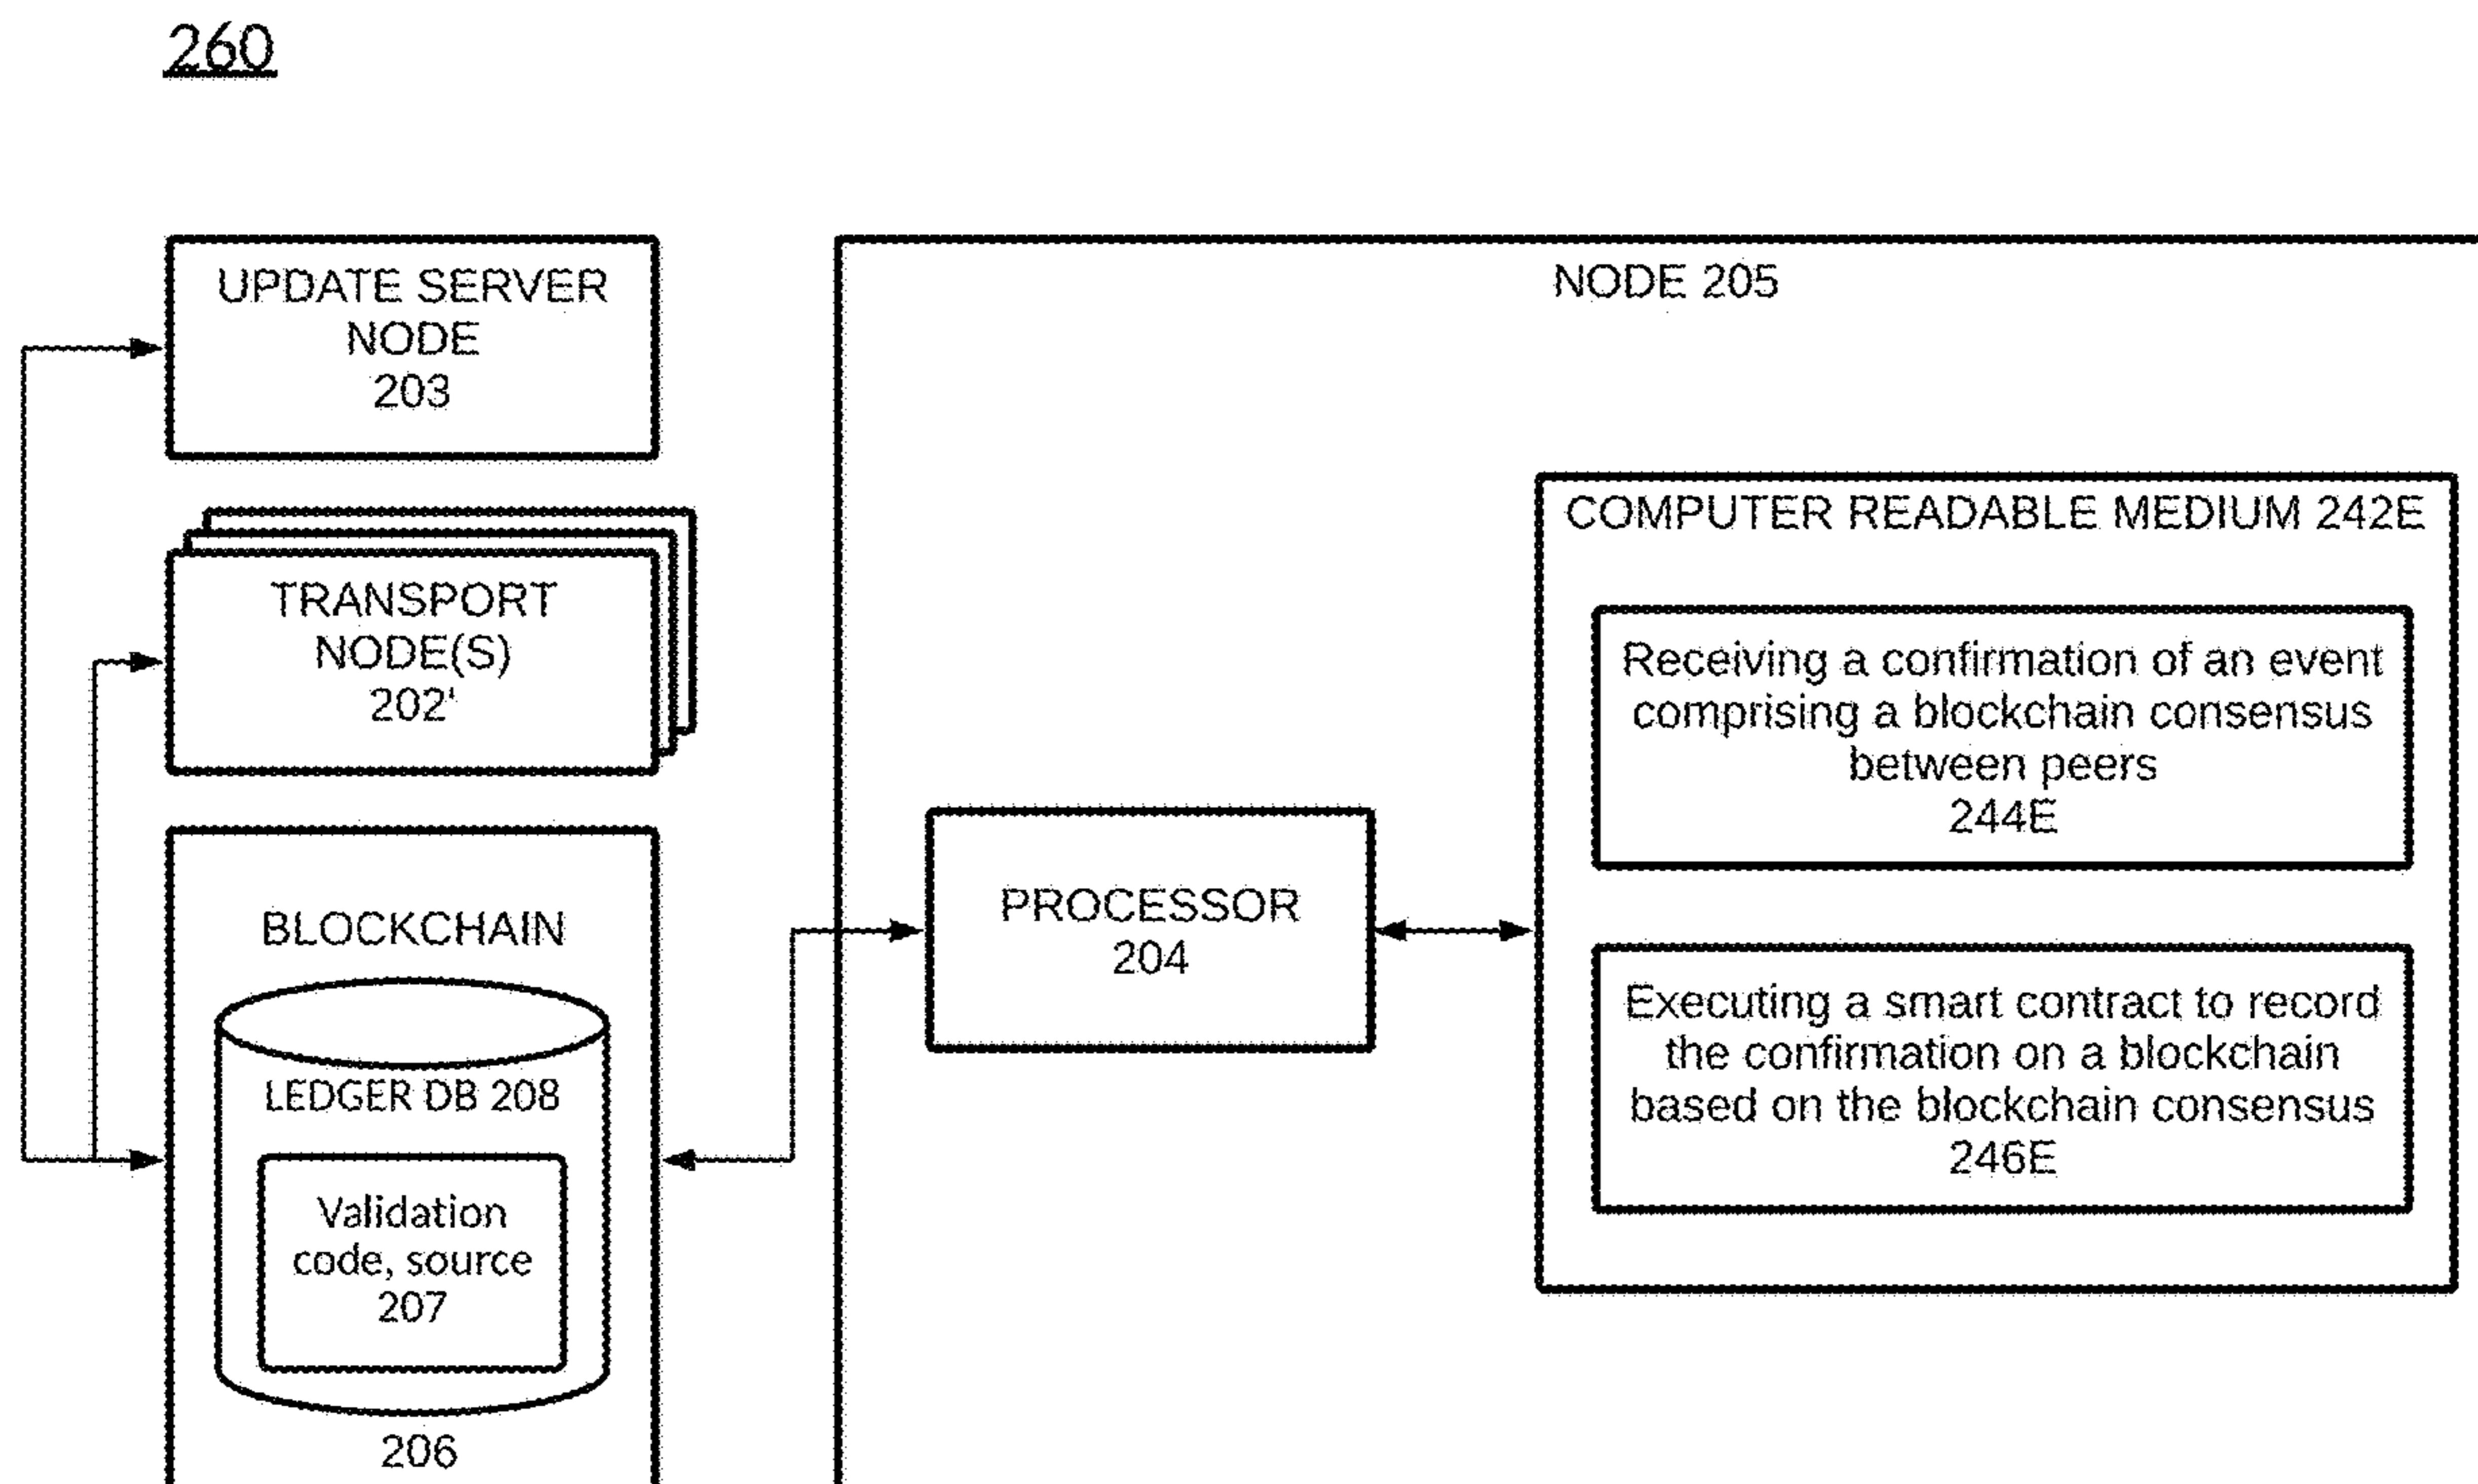 260
UPDATE SERVER
NODE
203
TRANSPORT
NODE(S)
202'
BLOCKCHAIN
LEDGER DB 208
Validation
code, source
207
206
NODE 205
PROCESSOR
204
COMPUTER READABLE MEDIUM 242E
Receiving a confirmation of an event
comprising a blockchain consensus
between peers
244E
Executing a smart contract to record
the confirmation on a blockchain
based on the blockchain consensus
246E